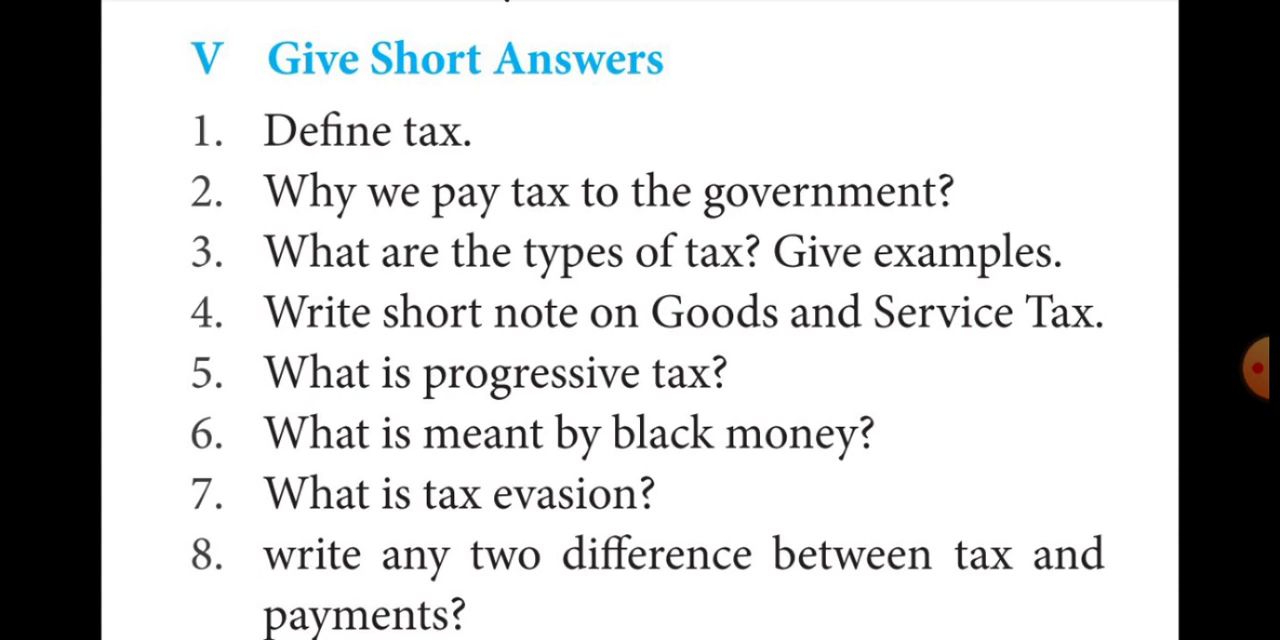 V Give Short Answers
1. Define tax.
2. Why we pay tax to the government?
3. What are the types of tax? Give examples.
4. Write short note on Goods and Service Tax.
5. What is progressive tax?
6. What is meant by black money?
7. What is tax evasion?
8. write any two difference between tax and
payments?